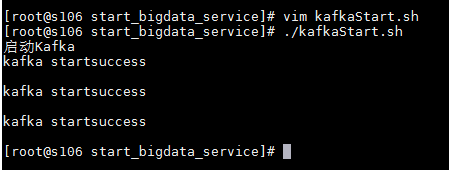 [root@s106 start_bigdata_service]# vim kafkaStart.sh
[root@s106 start_bigdata_service]# ./kafkaStart.sh
启动Kafka
kafka startsuccess
kafka startsuccess
kafka startsuccess
[root@s106 start_bigdata_service]#